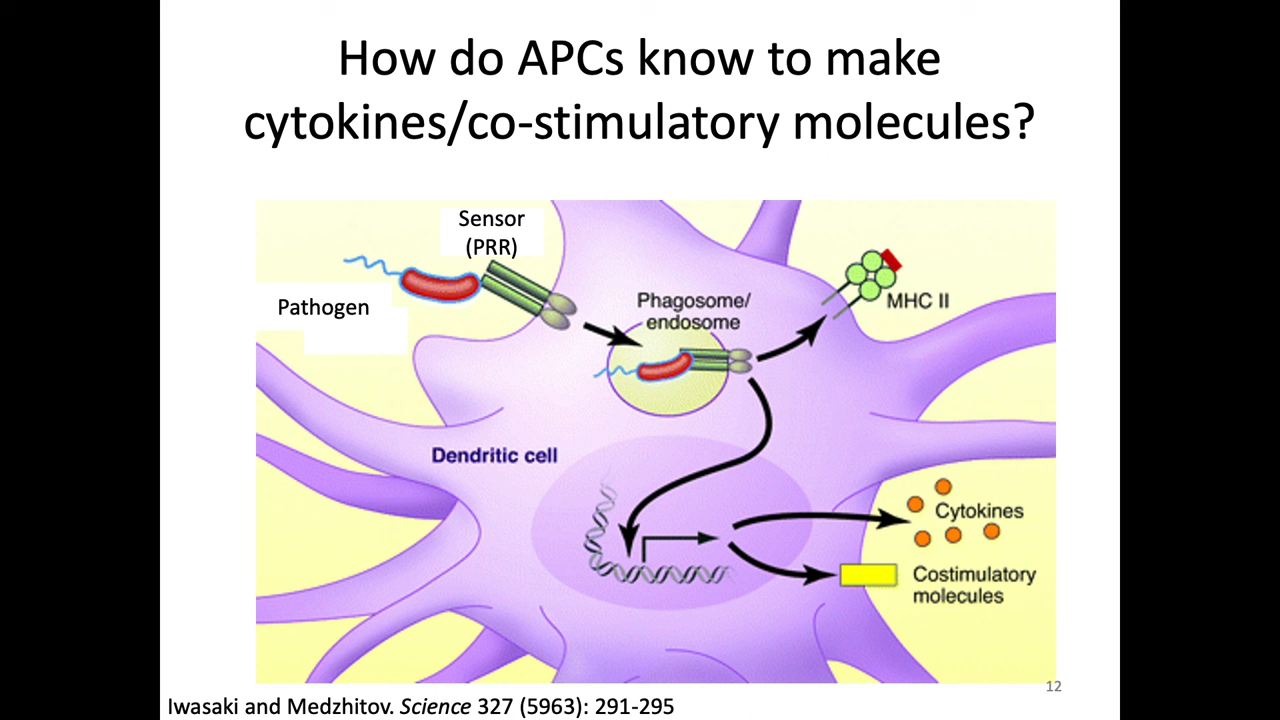 How do APCs know to make
cytokines/co-stimulatory molecules?
Sensor
(PRR)
Pathogen
Phagosome/
endosome
MHC II
Dendritic cell
Cytokines
Costimulatory
molecules
12
Iwasaki and Medzhitov. Science 327 (5963): 291-295